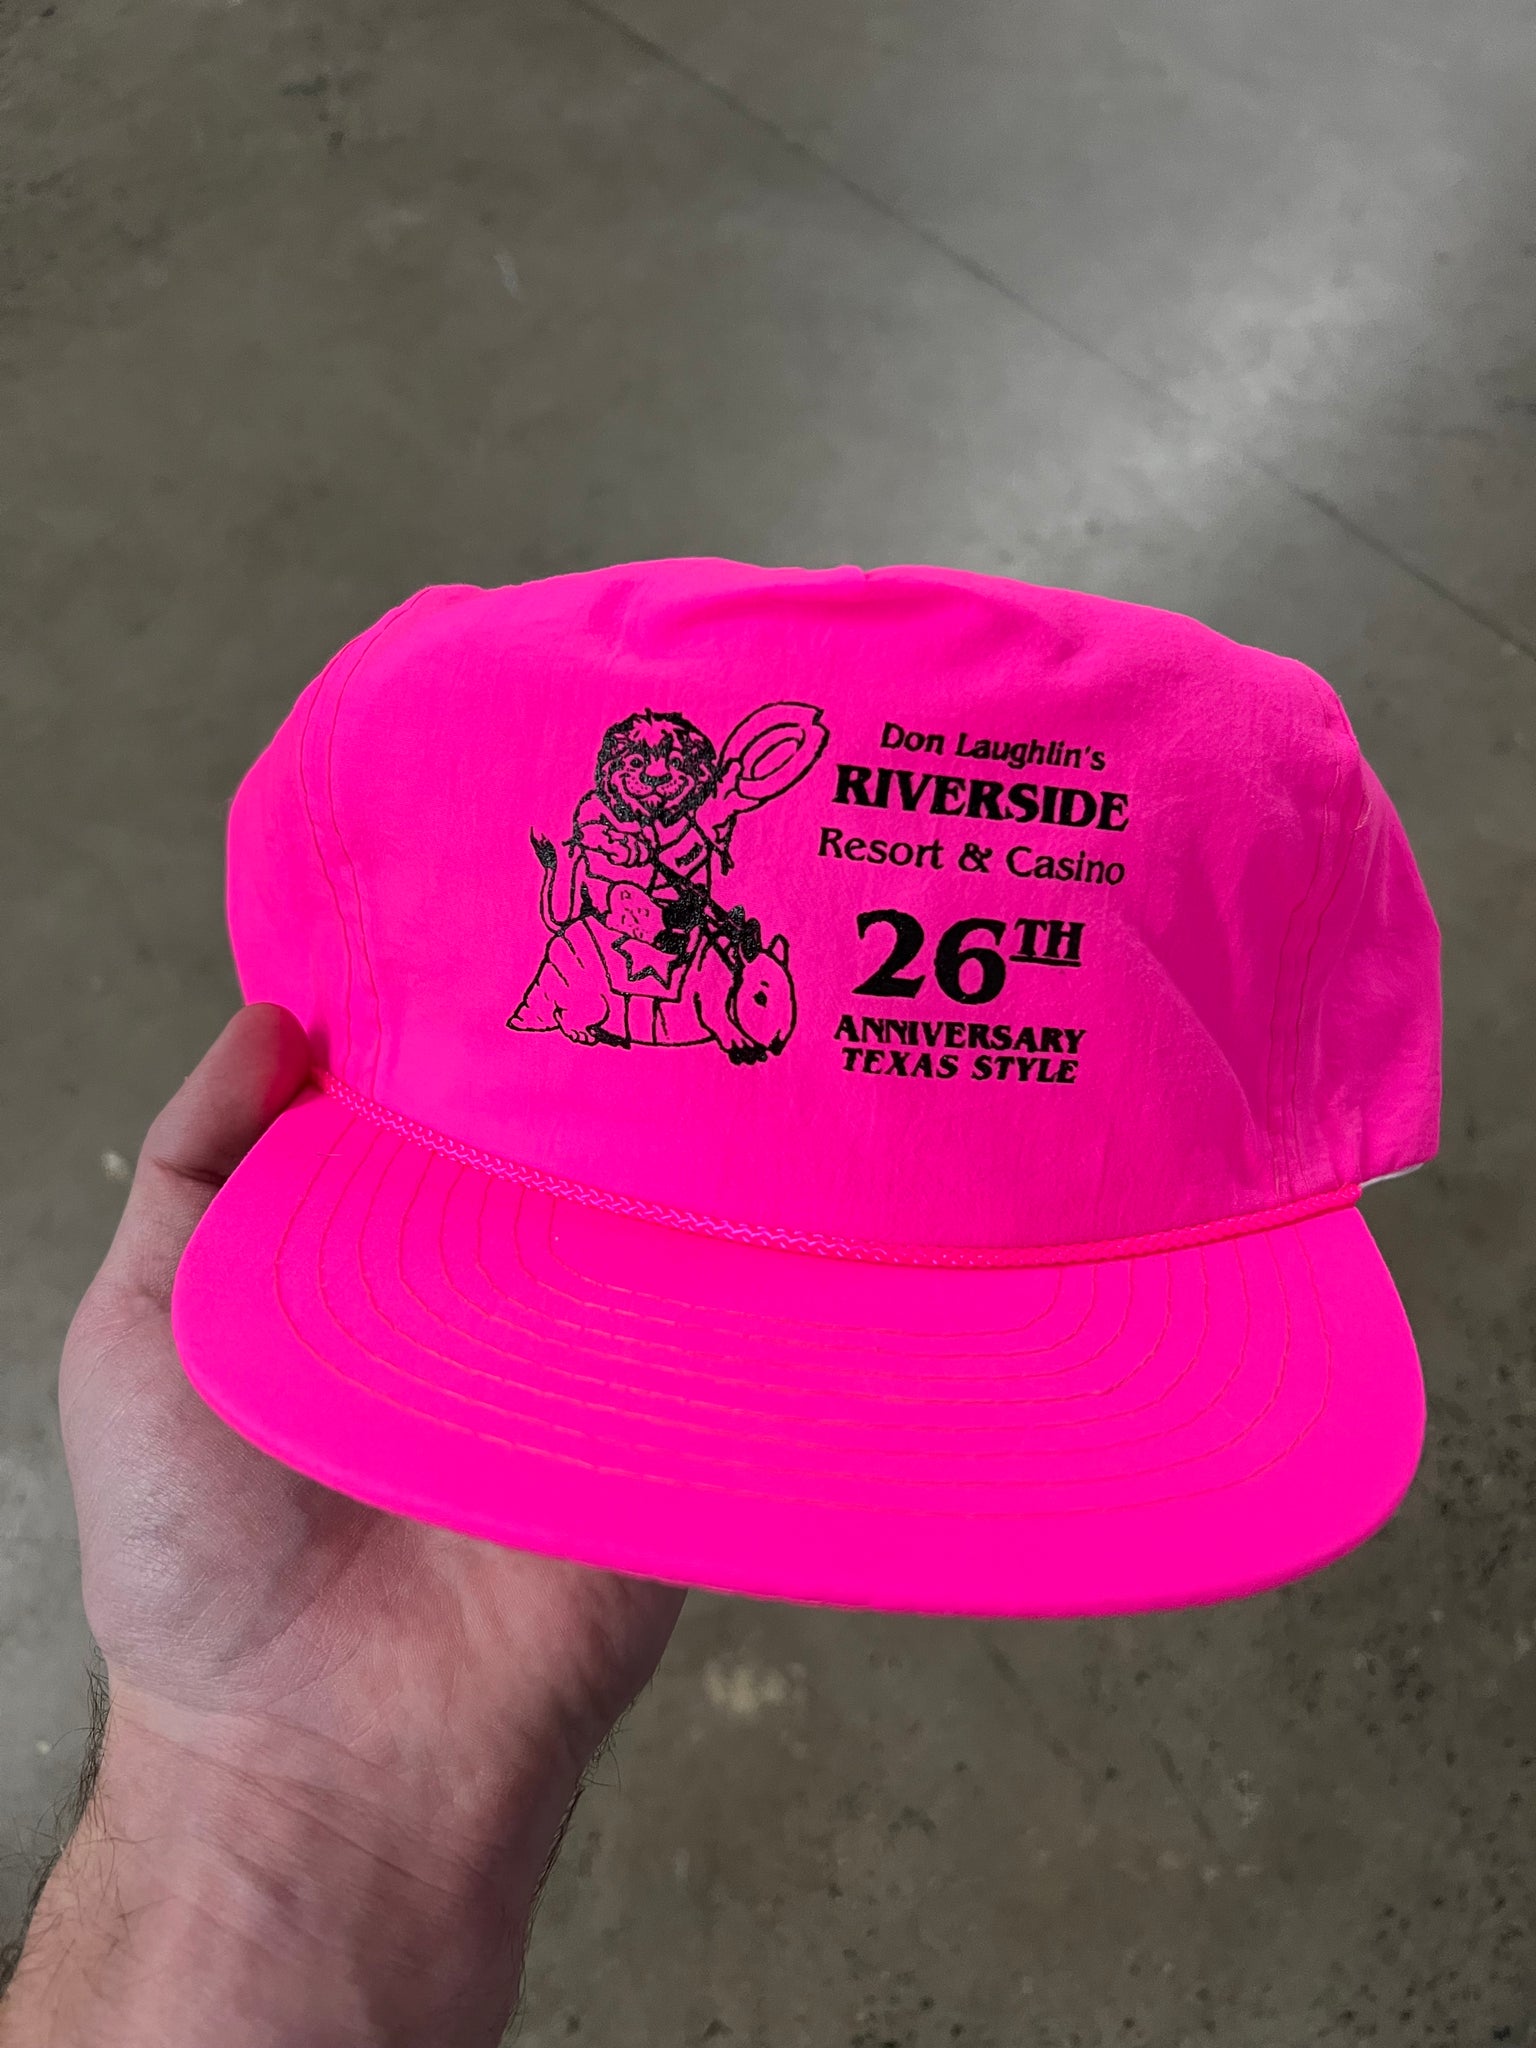 Don Laughlin's
RIVERSIDE
Resort & Casino
26TH
ANNIVERSARY
TEXAS STYLE